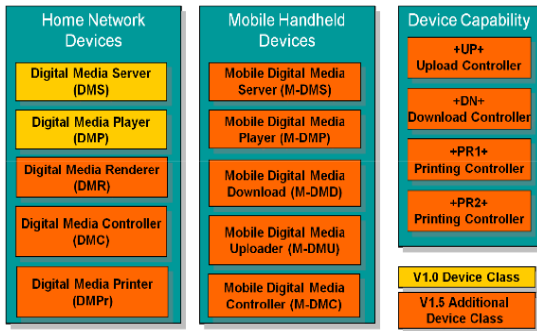 Home Network
Devices
Digital Media Server
(DMS)
Digital Media Player
(DMP)
Digital Media Renderer
(DMR)
Digital Media Controller
(DMC)
Digital Media Printer
(DMPr)
Mobile Handheld
Devices
Mobile Digital Media
Server (M-DMS)
Mobile Digital Media
Player (M-DMP)
Mobile Digital Media
Download (M-DMD)
Mobile Digital Media
Uploader (M-DMU)
Mobile Digital Media
Controller (M-DMC)
Device Capability
+UP+
Upload Controller
+DN+
Download Controller
+PR1+
Printing Controller
+PR2+
Printing Controller
V1.0 Device Class
V1.5 Additional
Device Class